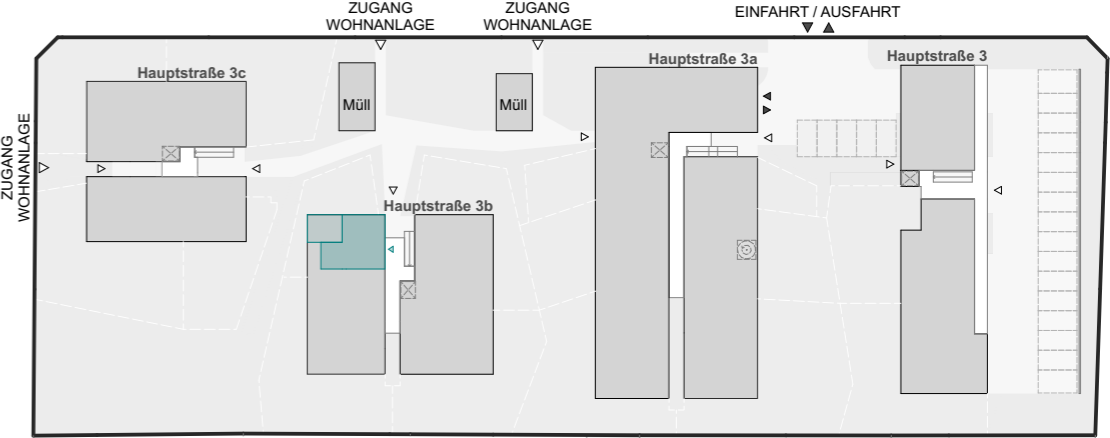 ZUGANG
WOHNANLAGE
ZUGANG
WOHNANLAGE
EINFAHRT / AUSFAHRT
Hauptstraße 3c
Hauptstraße 3a
Hauptstraße 3
Müll
Müll
ZUGANG
WOHNANLAGE
Hauptstraße 3b